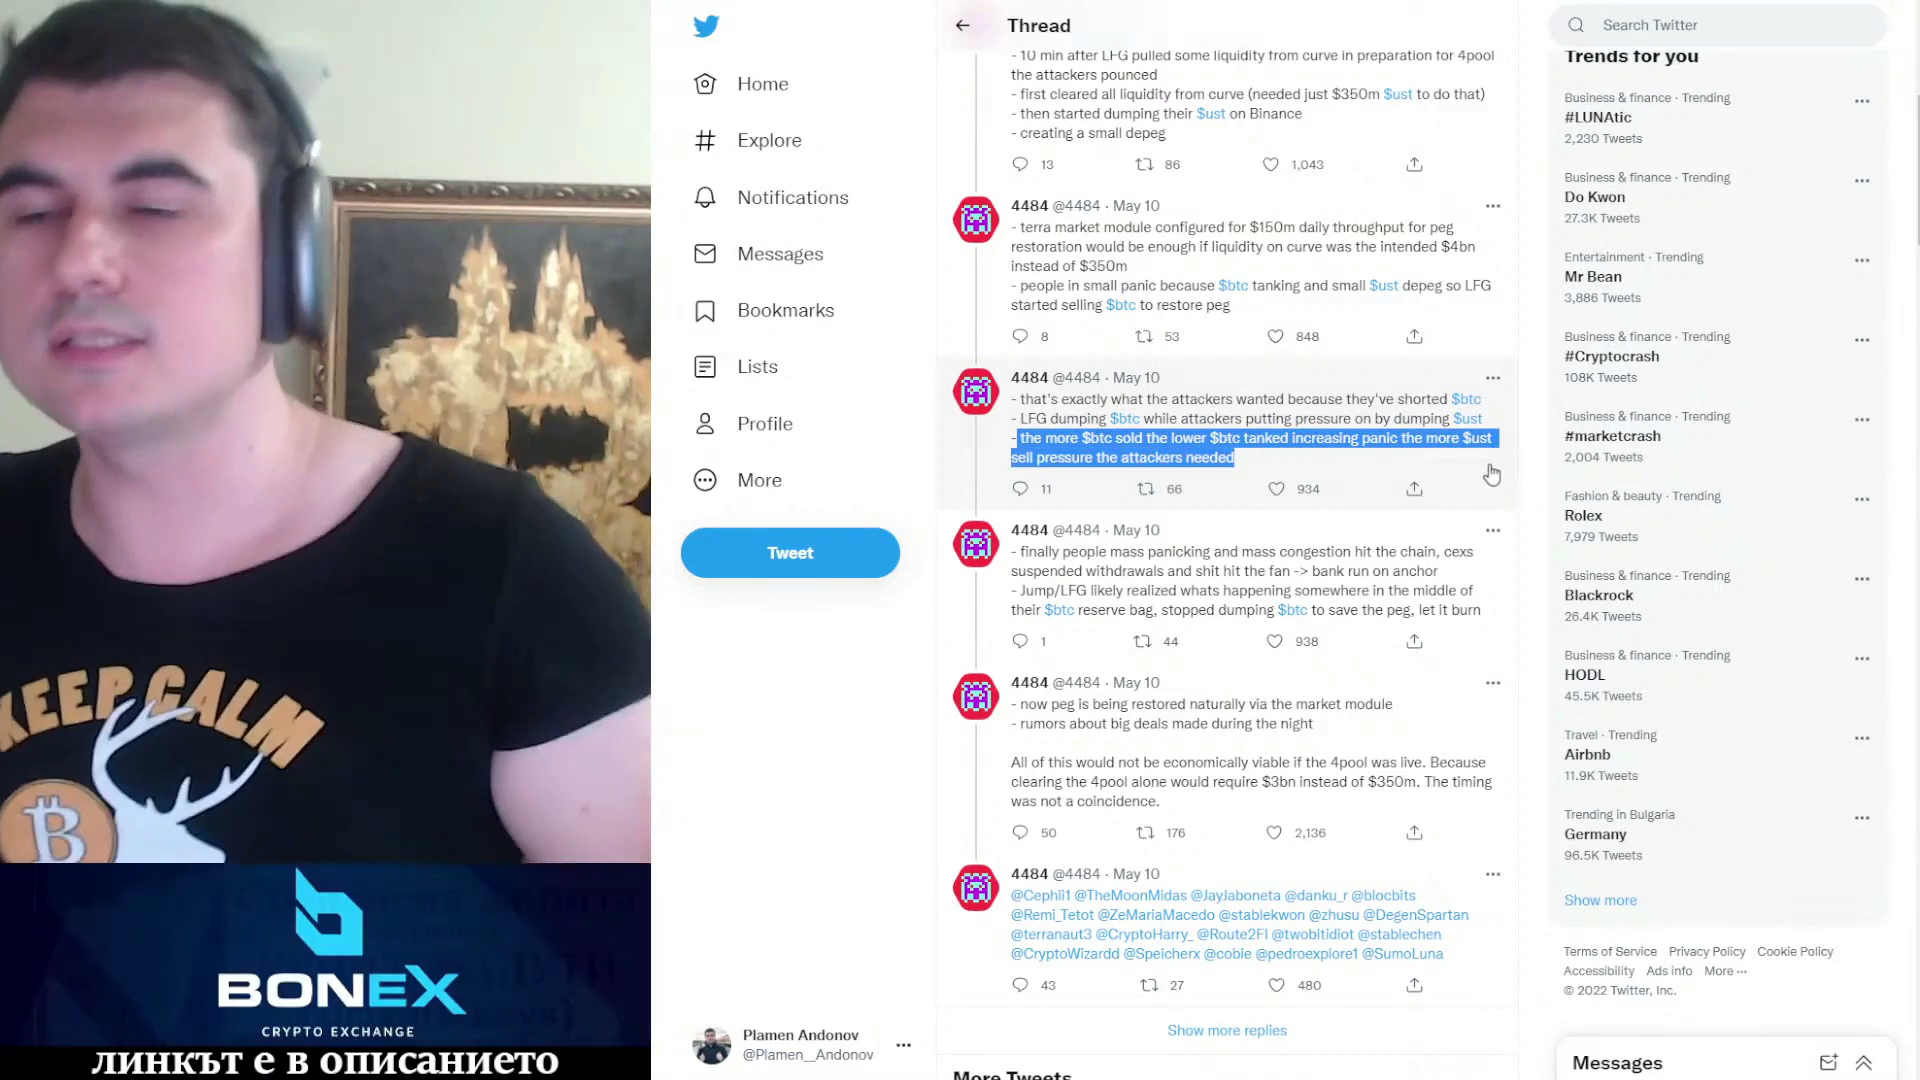 KEEP CALM
BONEX
CRYPTO EXCHANGE
ЛИНКЪТ Е В ОПИСАНИЕТО
Home
Explore
Notifications
Messages
Bookmarks
Lists
Profile
More
Tweet
Plamen Andonov
@Plamen__Andonov
Thread
- 10 min after LFG pulled some liquidity from curve in preparation for 4pool
the attackers pounced
- first cleared all liquidity from curve (needed just $350m $ust to do that)
- then started dumping their $ust on Binance
- creating a small depeg
13 86 1,043
4484 @4484 · May 10
- terra market module configured for $150m daily throughput for peg
restoration would be enough if liquidity on curve was the intended $4bn
instead of $350m
- people in small panic because $btc tanking and small $ust depeg so LFG
started selling $btc to restore peg
8 53 848
4484 @4484 · May 10
- that's exactly what the attackers wanted because they've shorted $btc
- LFG dumping $btc while attackers putting pressure on by dumping $ust
- the more $btc sold the lower $btc tanked increasing panic the more $ust
sell pressure the attackers needed
11 66 934
4484 @4484 · May 10
- finally people mass panicking and mass congestion hit the chain, cexs
suspended withdrawals and shit hit the fan -> bank run on anchor
- Jump/LFG likely realized whats happening somewhere in the middle of
their $btc reserve bag, stopped dumping $btc to save the peg, let it burn
1 44 938
4484 @4484 · May 10
- now peg is being restored naturally via the market module
- rumors about big deals made during the night
All of this would not be economically viable if the 4pool was live. Because
clearing the 4pool alone would require $3bn instead of $350m. The timing
was not a coincidence.
50 176 2,136
4484 @4484 · May 10
@Cephii1 @TheMoonMidas @JayJaboneta @danku_r @blocbits
@Remi_Tetot @ZeMariaMacedo @stablekwon @zhusu @DegenSpartan
@terranaut3 @CryptoHarry_ @Route2FI @twobitidiot @stablechen
@CryptoWizardd @Speicherx @cobie @pedroexplore1 @SumoLuna
43 27 480
Show more replies
More Tweets
Search Twitter
Trends for you
Business & finance · Trending
#LUNAtic
2,230 Tweets
Business & finance · Trending
Do Kwon
27.3K Tweets
Entertainment · Trending
Mr Bean
3,886 Tweets
Business & finance · Trending
#Cryptocrash
108K Tweets
Business & finance · Trending
#marketcrash
2,004 Tweets
Fashion & beauty · Trending
Rolex
7,979 Tweets
Business & finance · Trending
Blackrock
26.4K Tweets
Business & finance · Trending
HODL
45.5K Tweets
Travel · Trending
Airbnb
11.9K Tweets
Trending in Bulgaria
Germany
96.5K Tweets
Show more
Terms of Service Privacy Policy Cookie Policy
Accessibility Ads info More ···
© 2022 Twitter, Inc.
Messages